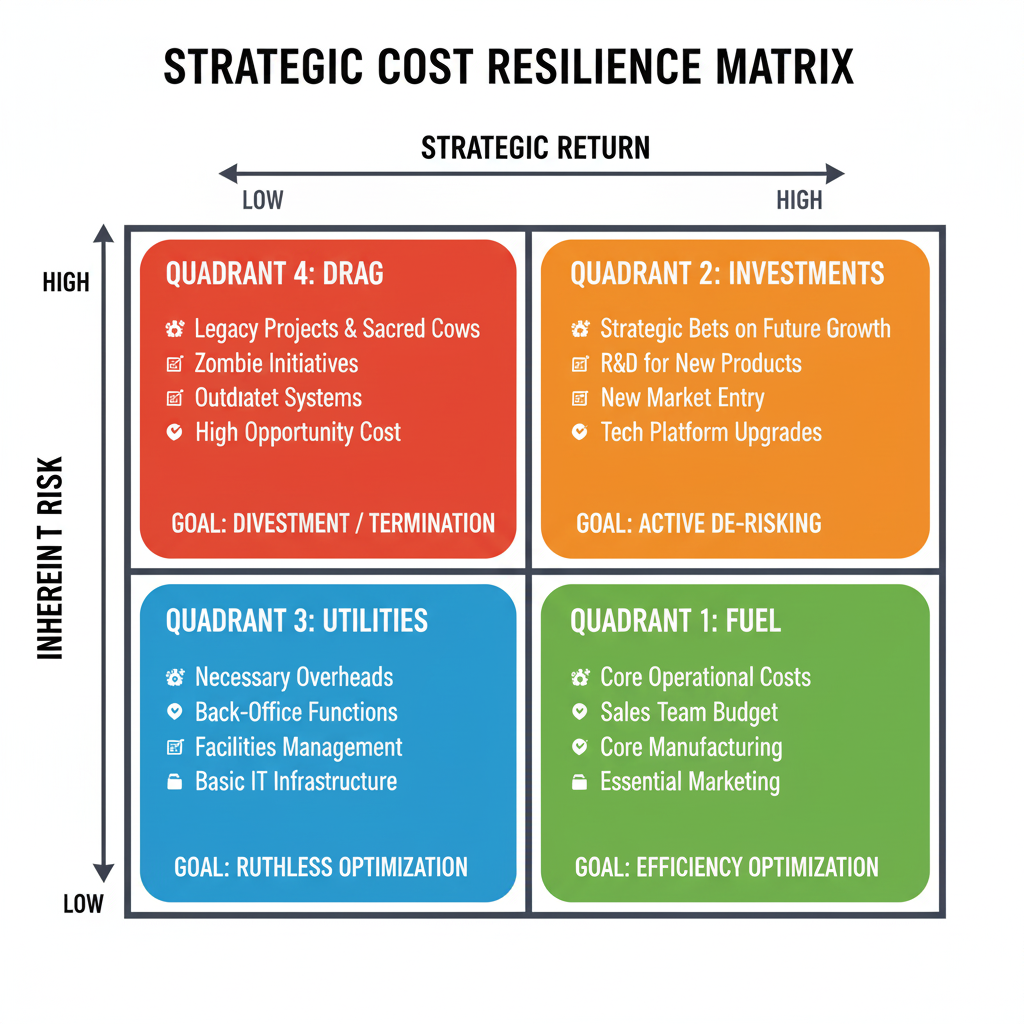 STRATEGIC COST RESILIENCE MATRIX
STRATEGIC RETURN
LOW
HIGH
HIGH
INHEREIN T RISK
LOW
QUADRANT 4: DRAG
Legacy Projects & Sacred Cows
Zombie Initiatives
Outdıatet Systems
High Opportunity Cost
GOAL: DIVESTMENT / TERMINATION
QUADRANT 2: INVESTMENTS
Strategic Bets on Future Growth
R&D for New Products
New Market Entry
Tech Platform Upgrades
GOAL: ACTIVE DE-RISKING
QUADRANT 3: UTILITIES
Necessary Overheads
Back-Office Functions
Facilities Management
Basic IT Infrastructure
GOAL: RUTHLESS OPTIMIZATION
QUADRANT 1: FUEL
Core Operational Costs
Sales Team Budget
Core Manufacturing
Essential Marketing
GOAL: EFFICIENCY OPTIMIZATION